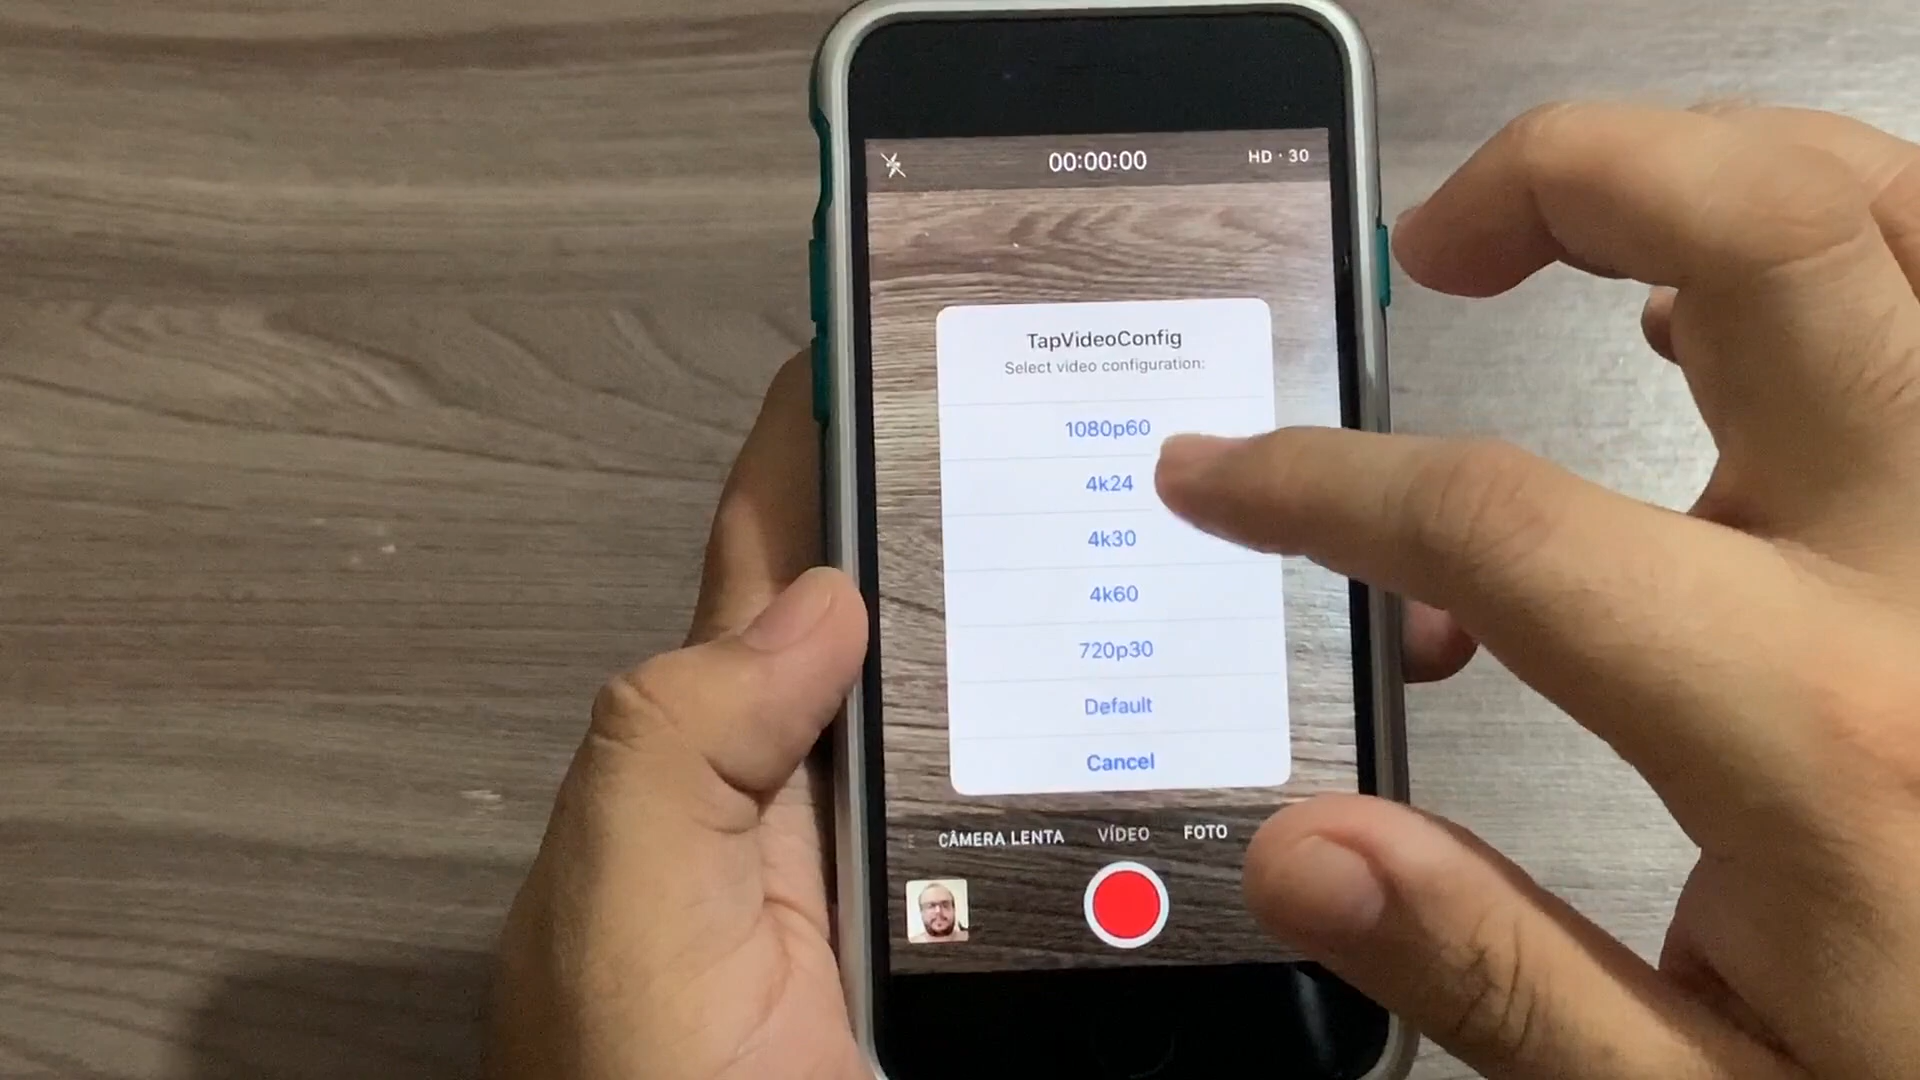 00:00:00
HD · 30
TapVideoConfig
Select video configuration:
1080p60
4k24
4k30
4k60
720p30
Default
Cancel
E CÂMERA LENTA VÍDEO FOTO